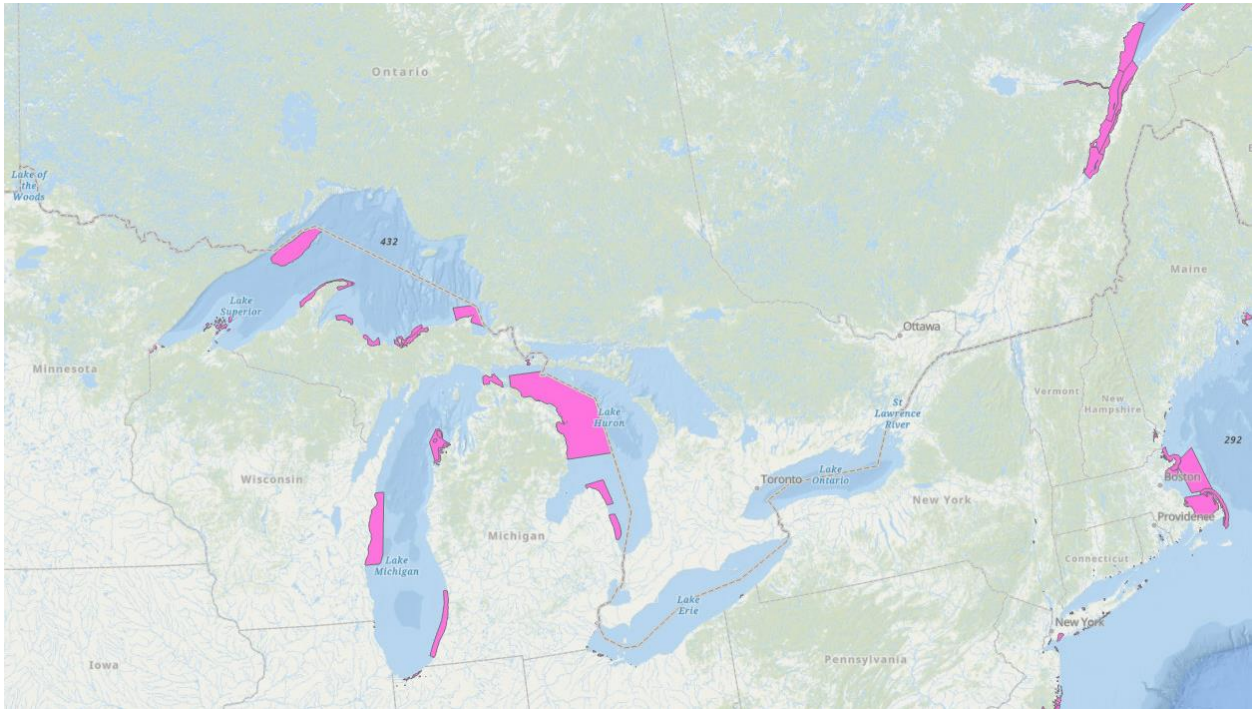 Ontario
Lake of
the
Woods
432
Maine
Lake
Superior
Ottawa
Minnesota
Vermont
New
Hampshire
St
Lawrence
River
Lake
Huron
292
Wisconsin
Toronto
Lake
Ontario
New York
Boston
Michigan
Providence
Connecticut
Lake
Michigan
Lake
Erie
New York
Iowa
Pennsylvania